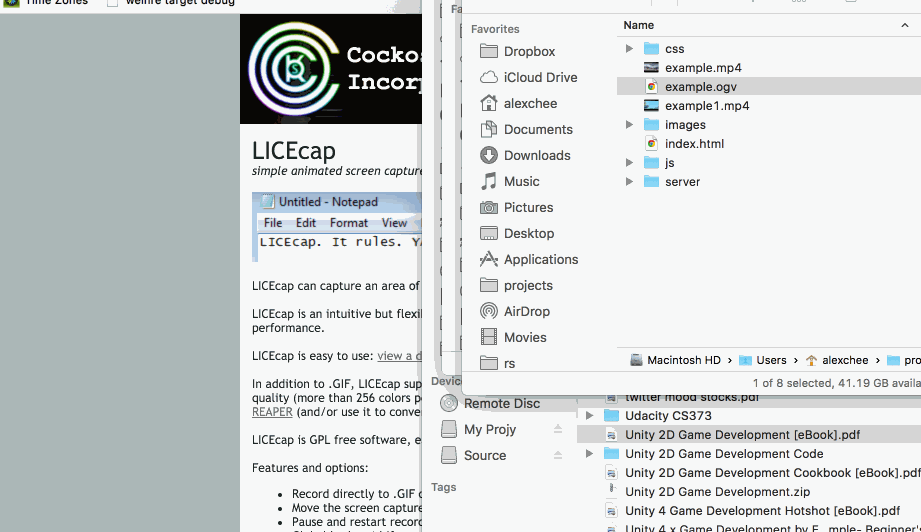 Time Zones
welfire target debug
Cockos
Incorp
LICEcap
simple animated screen capture
Untitled - Notepad
File Edit Format View
LICEcap. It rules. YA
LICEcap can capture an area of
LICEcap is an intuitive but flexi
performance.
LICEcap is easy to use: view a d
In addition to .GIF, LICEcap sup
quality (more than 256 colors p
REAPER (and/or use it to conve
LICEcap is GPL free software, e
Features and options:
Record directly to .GIF o
Move the screen capture
Pause and restart record
Fa
Favorites
Dropbox
iCloud Drive
alexchee
Documents
Downloads
Music
Pictures
Desktop
Applications
projects
AirDrop
Movies
rs
Name
css
example.mp4
example.ogv
example1.mp4
images
index.html
js
server
Macintosh HD
Users
alexchee
pro
1 of 8 selected, 41.19 GB availa
Devic
Remote Disc
My Projy
Source
Tags
twitter mood stocks.pdf
Udacity CS373
Unity 2D Game Development [eBook].pdf
Unity 2D Game Development Code
Unity 2D Game Development Cookbook [eBook].pdf
Unity 2D Game Development.zip
Unity 4 Game Development Hotshot [eBook].pdf
Unity 4 x Game Development by E...mple- Beginner's